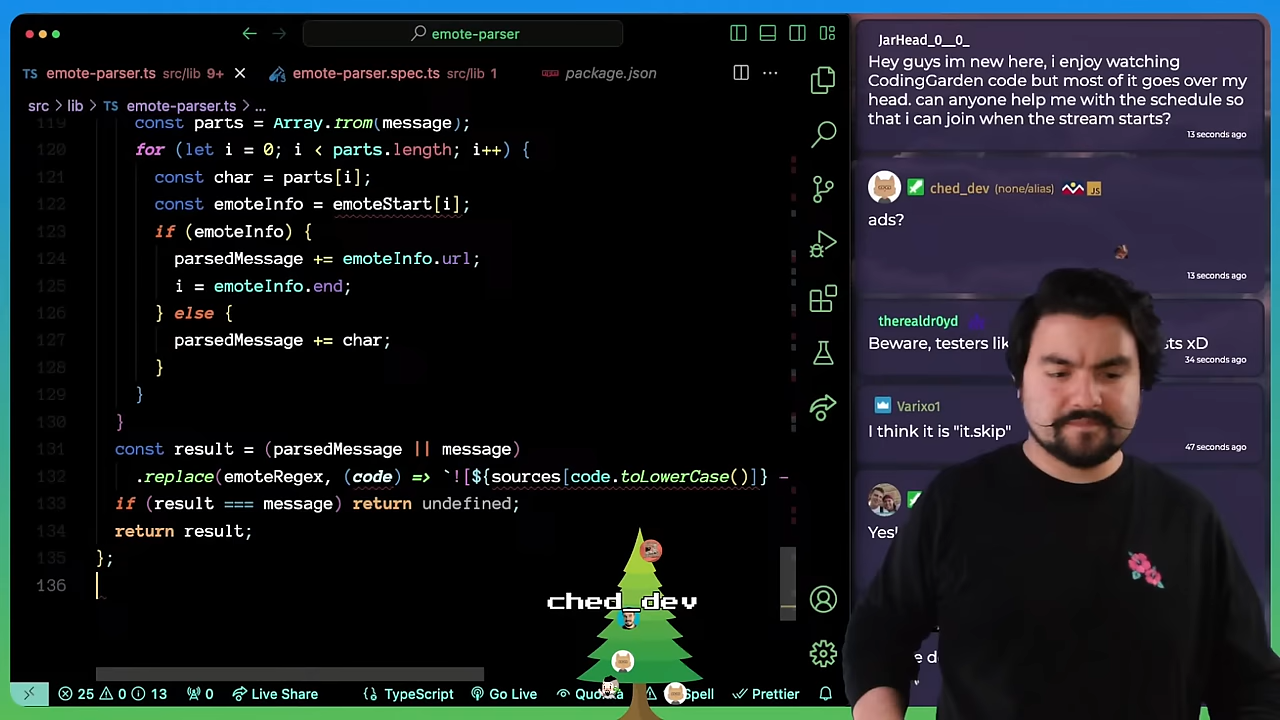 emote-parser
TS emote-parser.ts src/lib 9+
emote-parser.spec.ts src/lib 1
package.json
src > lib > TS emote-parser.ts > ...
119 const parts = Array.from(message);
120 for (let i = 0; i < parts.length; i++) {
121 const char = parts[i];
122 const emoteInfo = emoteStart[i];
123 if (emoteInfo) {
124 parsedMessage += emoteInfo.url;
125 i = emoteInfo.end;
126 } else {
127 parsedMessage += char;
128 }
129 }
130 }
131 const result = (parsedMessage || message)
132 .replace(emoteRegex, (code) => `![${sources[code.toLowerCase()]}
133 if (result === message) return undefined;
134 return result;
135 };
136
ched_dev
25 0 13 0 Live Share TypeScript Go Live Spell Prettier
JarHead_0__0_
Hey guys im new here, i enjoy watching
CodingGarden code but most of it goes over my
head. can anyone help me with the schedule so
that i can join when the stream starts?
13 seconds ago
ched_dev (none/alias) JS
ads?
13 seconds ago
therealdr0yd
Beware, testers
xD
34 seconds ago
Varixo1
I think it is "it.skip"
47 seconds ago
Yes!